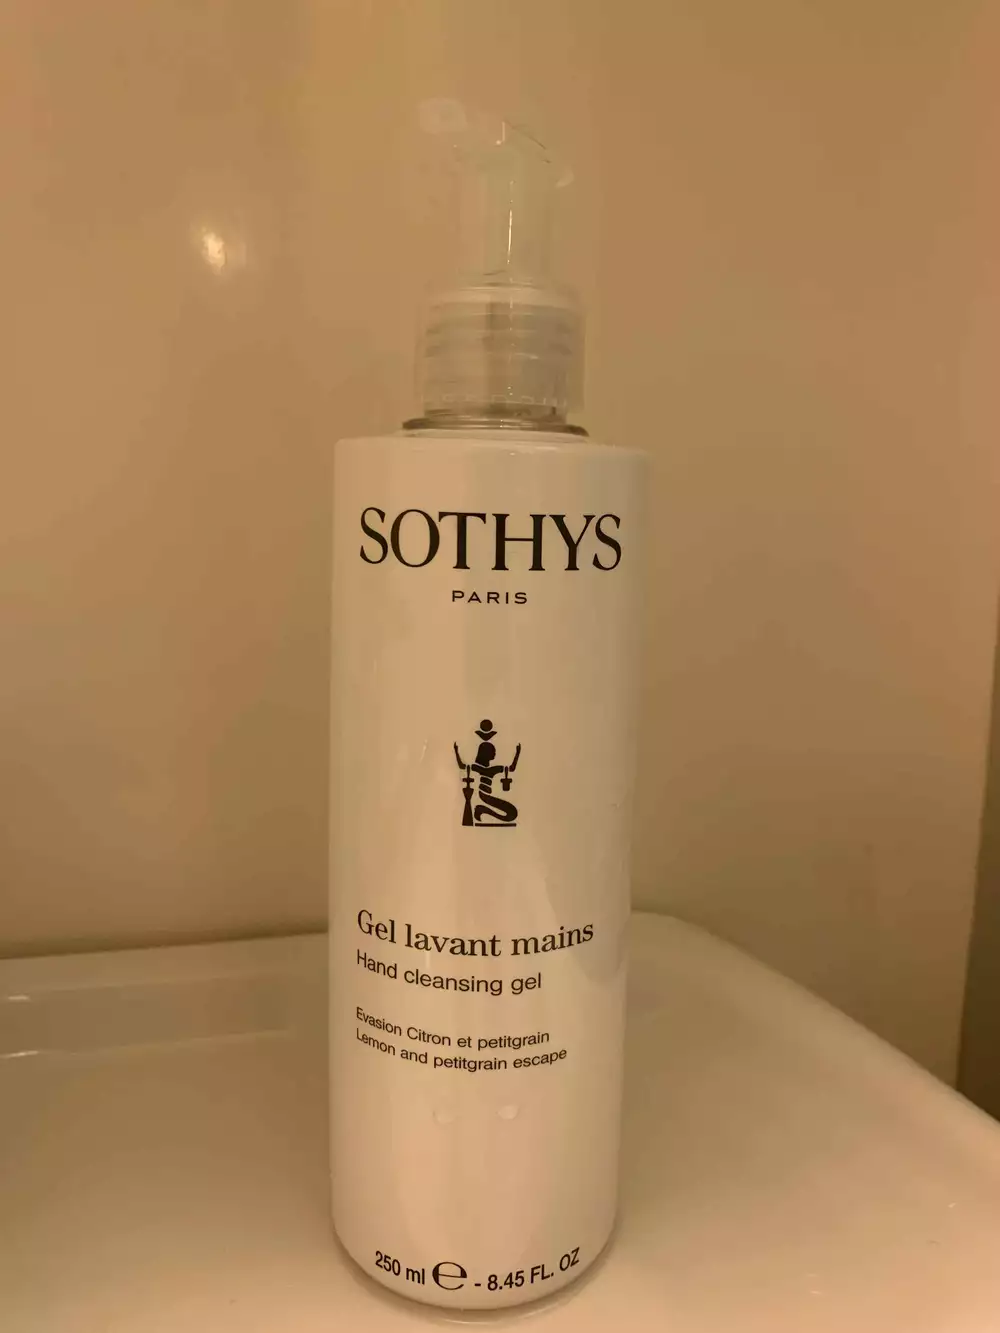 SOTHYS
PARIS
Gel lavant mains
Hand cleansing gel
Evasion Citron et petitgrain
Lemon and petitgrain escape
250 ml ℮ - 8.45 FL. OZ